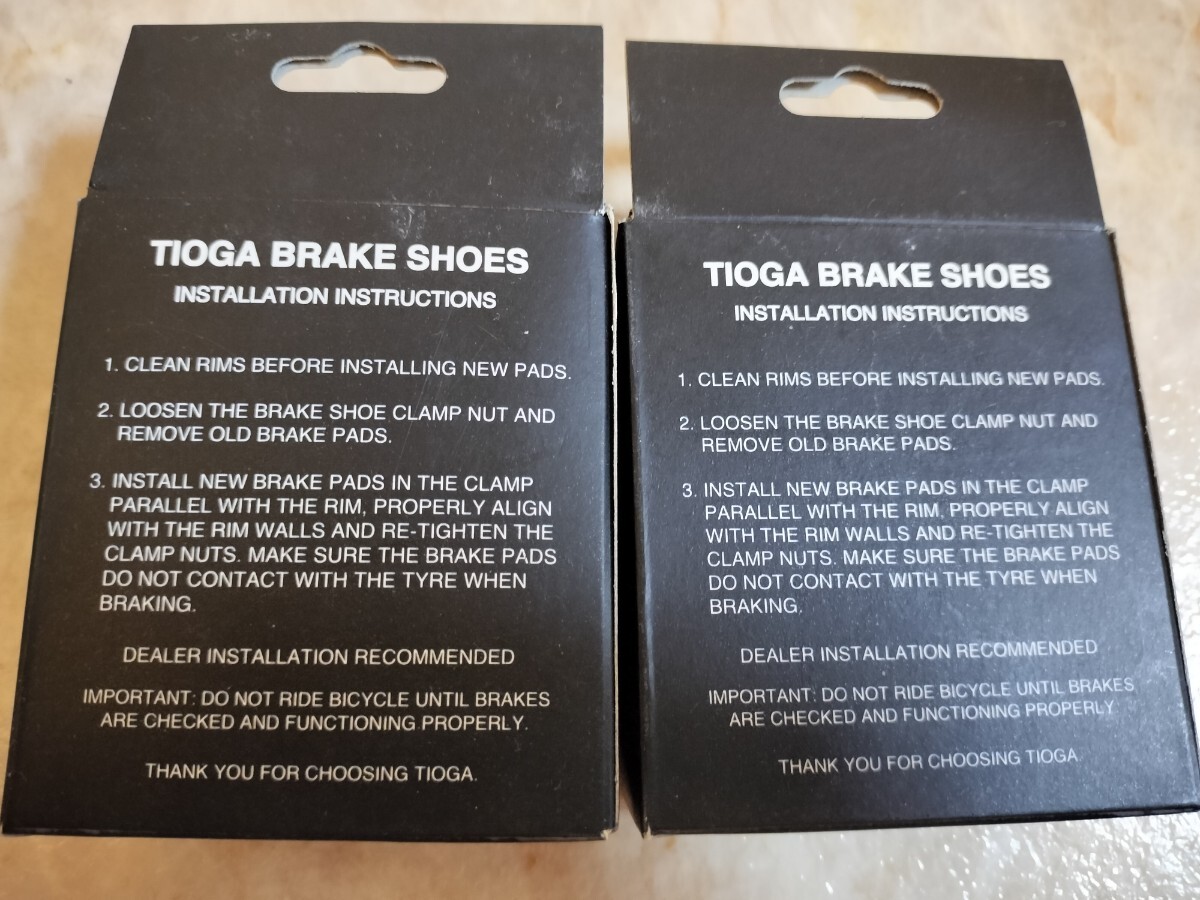 TIOGA BRAKE SHOES
INSTALLATION INSTRUCTIONS
1. CLEAN RIMS BEFORE INSTALLING NEW PADS.
2. LOOSEN THE BRAKE SHOE CLAMP NUT AND
REMOVE OLD BRAKE PADS.
3. INSTALL NEW BRAKE PADS IN THE CLAMP
PARALLEL WITH THE RIM, PROPERLY ALIGN
WITH THE RIM WALLS AND RE-TIGHTEN THE
CLAMP NUTS. MAKE SURE THE BRAKE PADS
DO NOT CONTACT WITH THE TYRE WHEN
BRAKING.
DEALER INSTALLATION RECOMMENDED
IMPORTANT: DO NOT RIDE BICYCLE UNTIL BRAKES
ARE CHECKED AND FUNCTIONING PROPERLY.
THANK YOU FOR CHOOSING TIOGA.
TIOGA BRAKE SHOES
INSTALLATION INSTRUCTIONS
1. CLEAN RIMS BEFORE INSTALLING NEW PADS.
2. LOOSEN THE BRAKE SHOE CLAMP NUT AND
REMOVE OLD BRAKE PADS.
3. INSTALL NEW BRAKE PADS IN THE CLAMP
PARALLEL WITH THE RIM, PROPERLY ALIGN
WITH THE RIM WALLS AND RE-TIGHTEN THE
CLAMP NUTS. MAKE SURE THE BRAKE PADS
DO NOT CONTACT WITH THE TYRE WHEN
BRAKING.
DEALER INSTALLATION RECOMMENDED
IMPORTANT: DO NOT RIDE BICYCLE UNTIL BRAKES
ARE CHECKED AND FUNCTIONING PROPERLY
THANK YOU FOR CHOOSING TIOGA